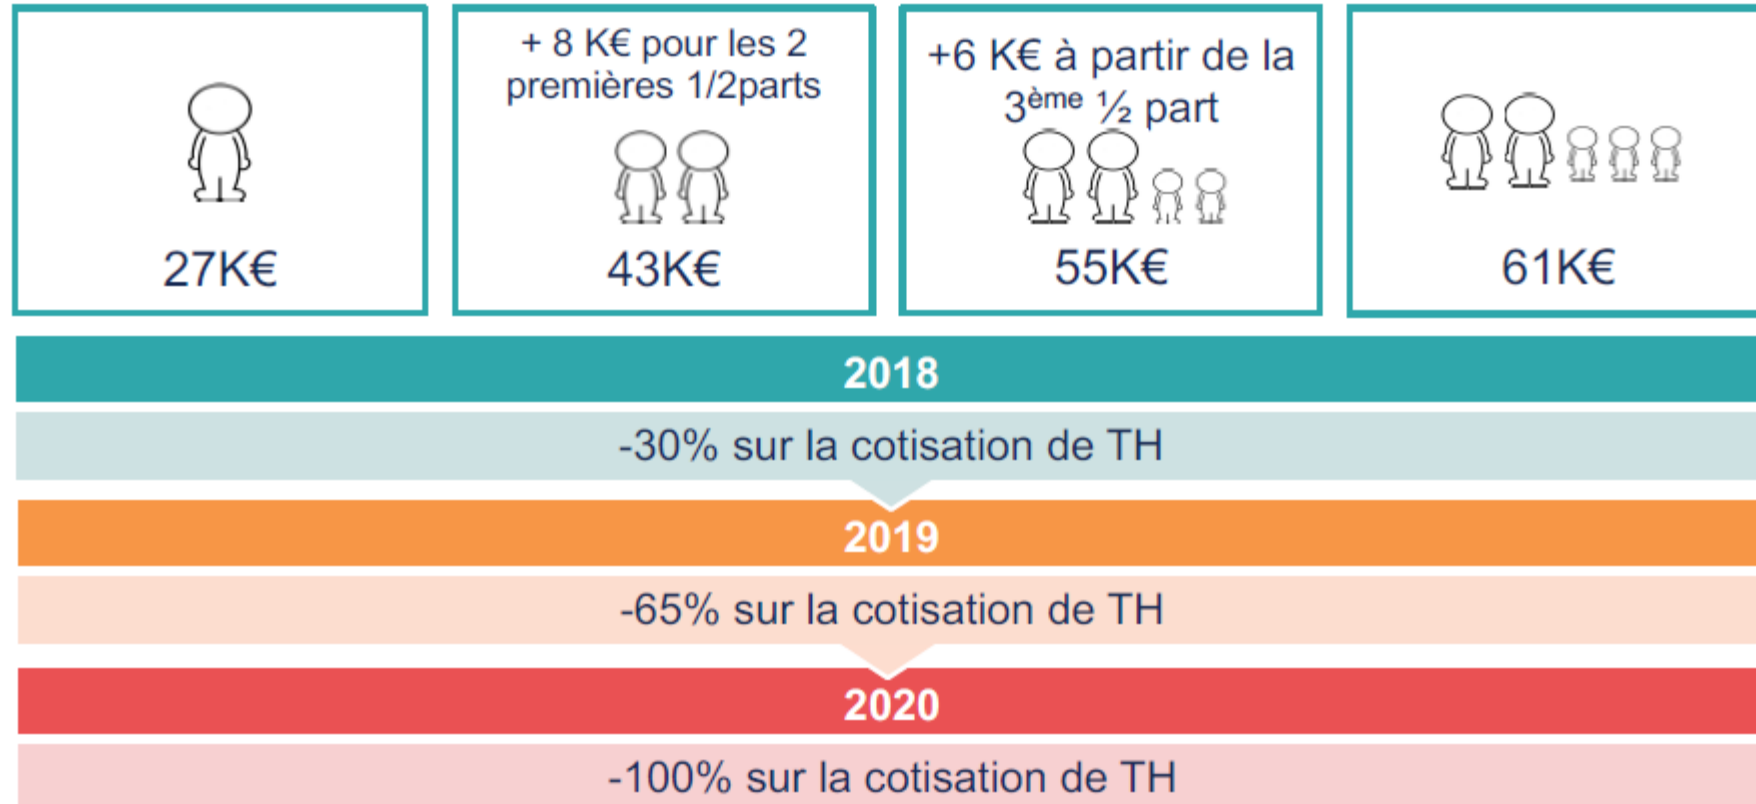 27K€
+ 8 K€ pour les 2
premières 1/2parts
43K€
+6 K€ à partir de la
3ème ½ part
55K€
61K€
2018
-30% sur la cotisation de TH
2019
-65% sur la cotisation de TH
2020
-100% sur la cotisation de TH